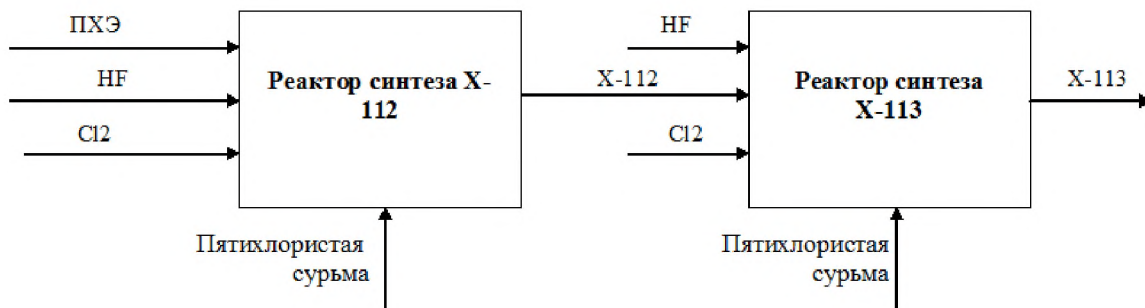 ПХЭ
HF
Cl2
Реактор синтеза Х-
112
Х-112
HF
Cl2
Реактор синтеза
Х-113
Х-113
Пятихлористая
сурьма
Пятихлористая
сурьма